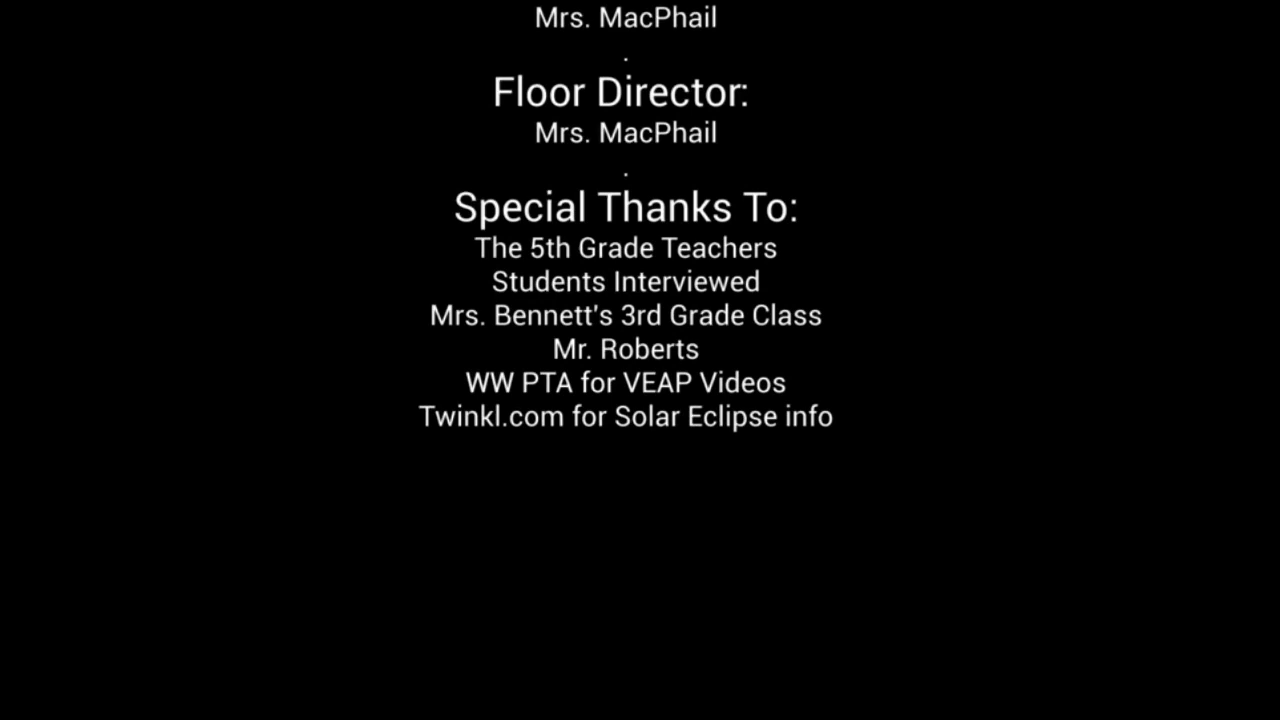 Mrs. MacPhail
.
Floor Director:
Mrs. MacPhail
.
Special Thanks To:
The 5th Grade Teachers
Students Interviewed
Mrs. Bennett's 3rd Grade Class
Mr. Roberts
WW PTA for VEAP Videos
Twinkl.com for Solar Eclipse info